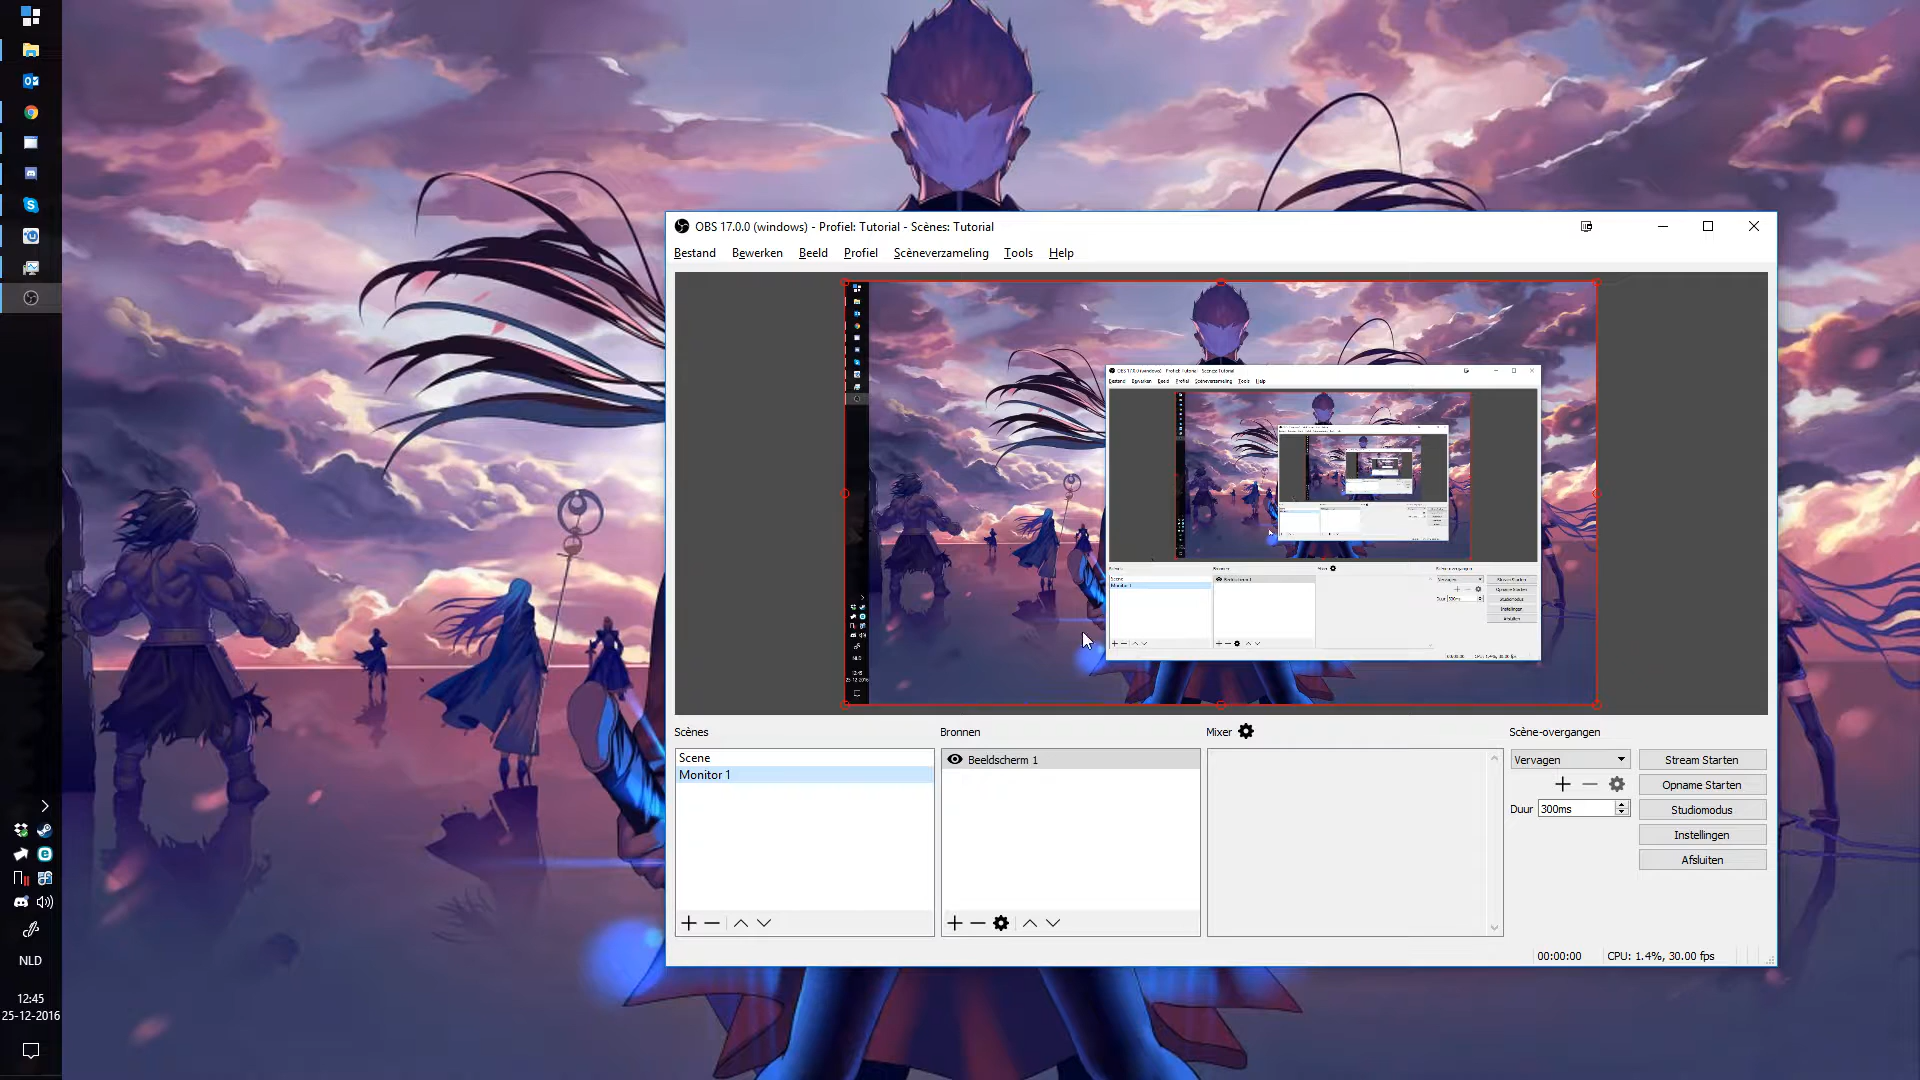 OBS 17.0.0 (windows) - Profiel: Tutorial - Scènes: Tutorial
Bestand Bewerken Beeld Profiel Scèneverzameling Tools Help
Scènes
Scene
Monitor 1
Bronnen
Beeldscherm 1
Mixer
Scène-overgangen
Vervagen
Duur 300ms
Stream Starten
Opname Starten
Studiomodus
Instellingen
Afsluiten
00:00:00 CPU: 1.4%, 30.00 fps
NLD
12:45
25-12-2016